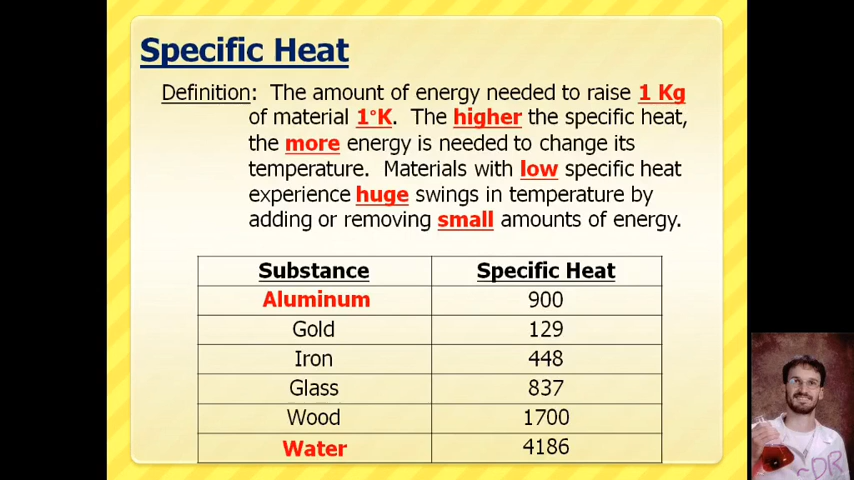 Specific Heat
Definition: The amount of energy needed to raise 1 Kg
of material 1°K. The higher the specific heat,
the more energy is needed to change its
temperature. Materials with low specific heat
experience huge swings in temperature by
adding or removing small amounts of energy.
Substance Specific Heat
Aluminum 900
Gold 129
Iron 448
Glass 837
Wood 1700
Water 4186
~DR